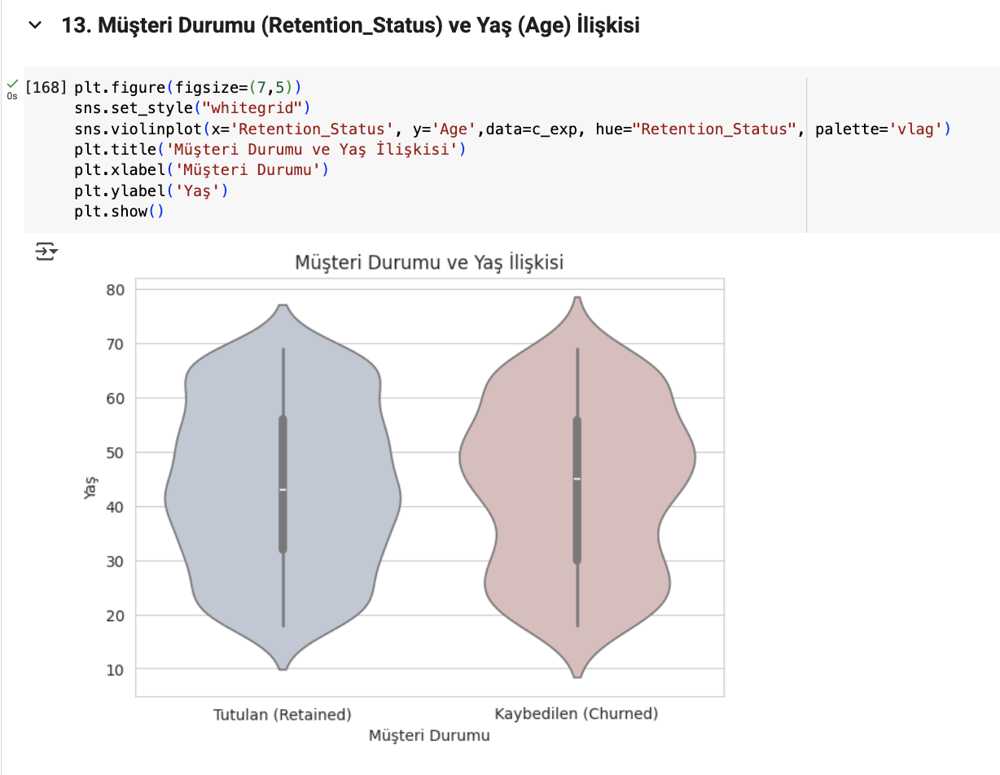 13. Müşteri Durumu (Retention_Status) ve Yaş (Age) İlişkisi
[168] plt.figure(figsize=(7,5))
0s
sns.set_style("whitegrid")
sns.violinplot(x='Retention_Status', y='Age',data=c_exp, hue="Retention_Status", palette='vlag')
plt.title('Müşteri Durumu ve Yaş İlişkisi')
plt.xlabel('Müşteri Durumu')
plt.ylabel('Yaş')
plt.show()
Müşteri Durumu ve Yaş İlişkisi
80
70
60
50
40
30
20
10
Yaş
Tutulan (Retained) Kaybedilen (Churned)
Müşteri Durumu